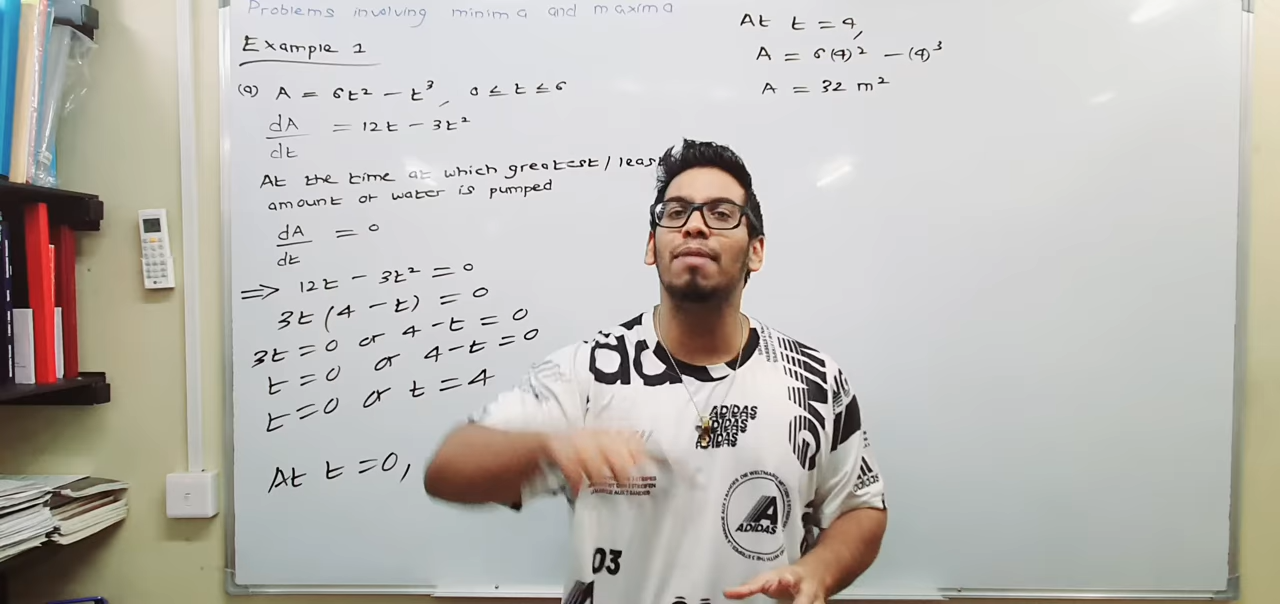 Problems involving minima and maxima
Example 1
(a) A = 6t² - t³, 0 ≤ t ≤ 6
dA/dt = 12t - 3t²
At the time at which greatest/least
amount of water is pumped
dA/dt = 0
⇒ 12t - 3t² = 0
3t(4 - t) = 0
3t = 0 or 4 - t = 0
t = 0 or 4 - t = 0
t = 0 or t = 4
At t = 0,
At t = 4,
A = 6(4)² - (4)³
A = 32 m²
adidas
ADIDAS
ADIDAS
ADIDAS
ADIDAS
03